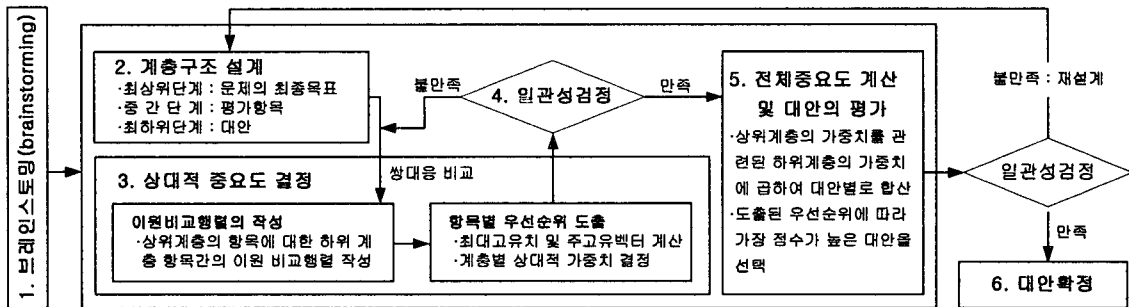 1. 브레인스토밍(brainstorming)
2. 계층구조 설계
·최상위단계 : 문제의 최종목표
·중 간 단 계 : 평가항목
·최하위단계 : 대안
불만족
4. 일관성검정
만족
쌍대응 비교
3. 상대적 중요도 결정
이원비교행렬의 작성
·상위계층의 항목에 대한 하위 계
층 항목간의 이원 비교행렬 작성
항목별 우선순위 도출
·최대고유치 및 주고유벡터 계산
·계층별 상대적 가중치 결정
5. 전체중요도 계산
및 대안의 평가
·상위계층의 가중치를 관
련된 하위계층의 가중치
에 곱하여 대안별로 합산
·도출된 우선순위에 따라
가장 점수가 높은 대안을
선택
불만족 : 재설계
일관성검정
만족
6. 대안확정